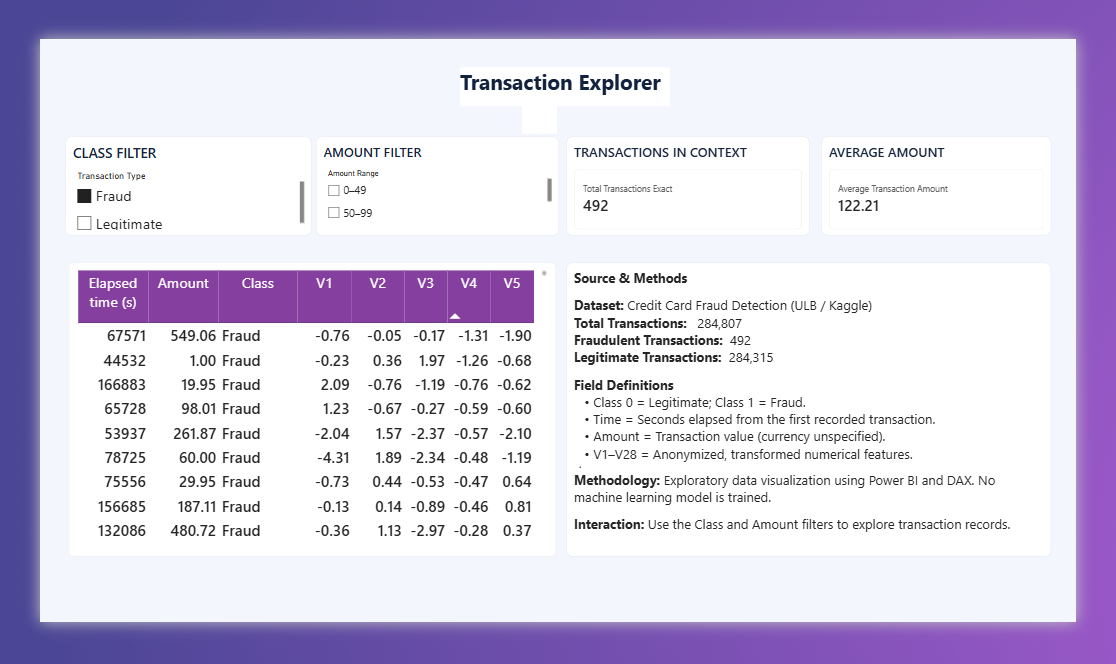 Transaction Explorer
CLASS FILTER
Transaction Type
Fraud
Legitimate
AMOUNT FILTER
Amount Range
0–49
50–99
TRANSACTIONS IN CONTEXT
Total Transactions Exact
492
AVERAGE AMOUNT
Average Transaction Amount
122.21
Elapsed time (s) Amount Class V1 V2 V3 V4 V5
67571 549.06 Fraud -0.76 -0.05 -0.17 -1.31 -1.90
44532 1.00 Fraud -0.23 0.36 1.97 -1.26 -0.68
166883 19.95 Fraud 2.09 -0.76 -1.19 -0.76 -0.62
65728 98.01 Fraud 1.23 -0.67 -0.27 -0.59 -0.60
53937 261.87 Fraud -2.04 1.57 -2.37 -0.57 -2.10
78725 60.00 Fraud -4.31 1.89 -2.34 -0.48 -1.19
75556 29.95 Fraud -0.73 0.44 -0.53 -0.47 0.64
156685 187.11 Fraud -0.13 0.14 -0.89 -0.46 0.81
132086 480.72 Fraud -0.36 1.13 -2.97 -0.28 0.37
Source & Methods
Dataset: Credit Card Fraud Detection (ULB / Kaggle)
Total Transactions: 284,807
Fraudulent Transactions: 492
Legitimate Transactions: 284,315
Field Definitions
• Class 0 = Legitimate; Class 1 = Fraud.
• Time = Seconds elapsed from the first recorded transaction.
• Amount = Transaction value (currency unspecified).
• V1–V28 = Anonymized, transformed numerical features.
.
Methodology: Exploratory data visualization using Power BI and DAX. No
machine learning model is trained.
Interaction: Use the Class and Amount filters to explore transaction records.